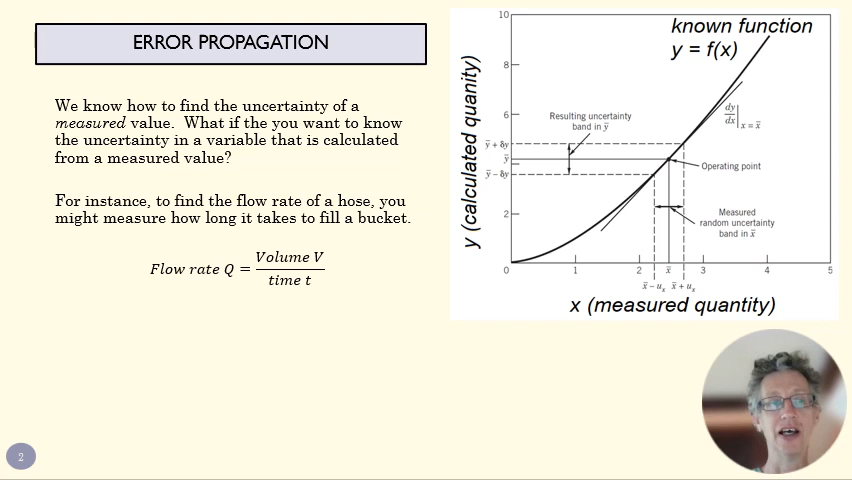 ERROR PROPAGATION
We know how to find the uncertainty of a
measured value. What if the you want to know
the uncertainty in a variable that is calculated
from a measured value?
For instance, to find the flow rate of a hose, you
might measure how long it takes to fill a bucket.
Flow rate Q = Volume V / time t
2
known function
y = f(x)
y (calculated quanity)
10
8
6
4
2
0
1
2
3
4
5
Resulting uncertainty
band in y̅
y̅ + δy
y̅
y̅ − δy
dy/dx | x = x̅
Operating point
Measured
random uncertainty
band in x̅
x̅
x̅ − uₓ x̅ + uₓ
x (measured quantity)